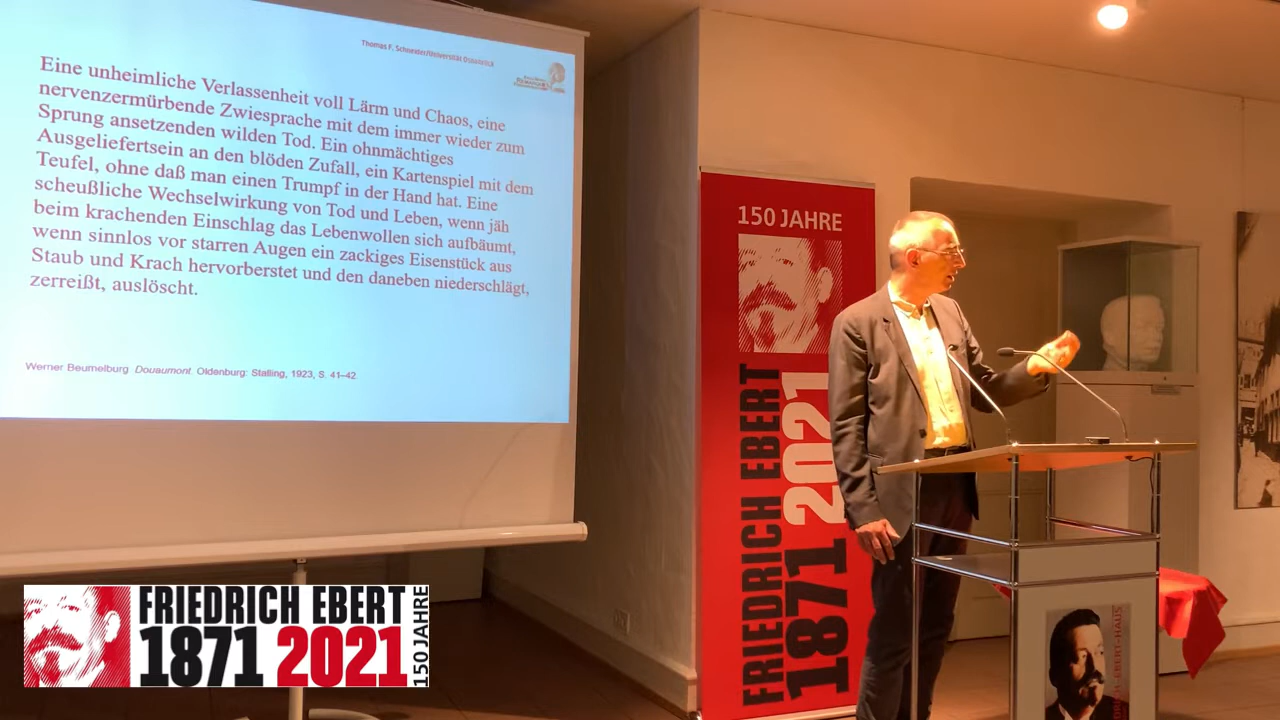 Thomas F. Schneider/Universität Osnabrück
Eine unheimliche Verlassenheit voll Lärm und Chaos, eine
nervenzermürbende Zwiesprache mit dem immer wieder zum
Sprung ansetzenden wilden Tod. Ein ohnmächtiges
Ausgeliefertsein an den blöden Zufall, ein Kartenspiel mit dem
Teufel, ohne daß man einen Trumpf in der Hand hat. Eine
scheußliche Wechselwirkung von Tod und Leben, wenn jäh
beim krachenden Einschlag das Lebenwollen sich aufbäumt,
wenn sinnlos vor starren Augen ein zackiges Eisenstück aus
Staub und Krach hervorberstet und den daneben niederschlägt,
zerreißt, auslöscht.
Werner Beumelburg. Douaumont. Oldenburg: Stalling, 1923, S. 41–42.
150 JAHRE
FRIEDRICH EBERT
1871 2021
FRIEDRICH EBERT
1871 2021
150 JAHRE